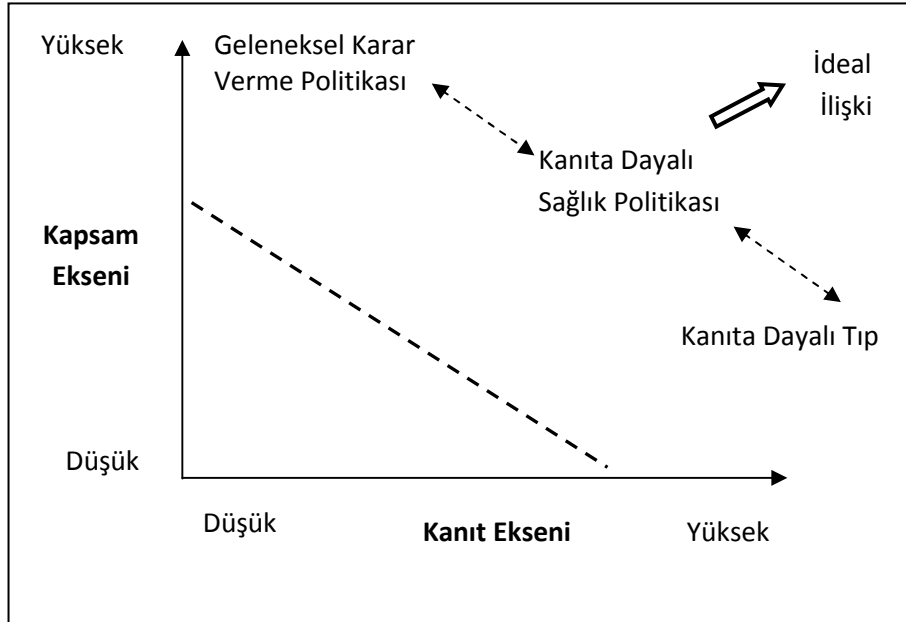 Yüksek
Geleneksel Karar
Verme Politikası
İdeal
İlişki
Kanıta Dayalı
Sağlık Politikası
Kapsam
Ekseni
Kanıta Dayalı Tıp
Düşük
Düşük
Kanıt Ekseni
Yüksek